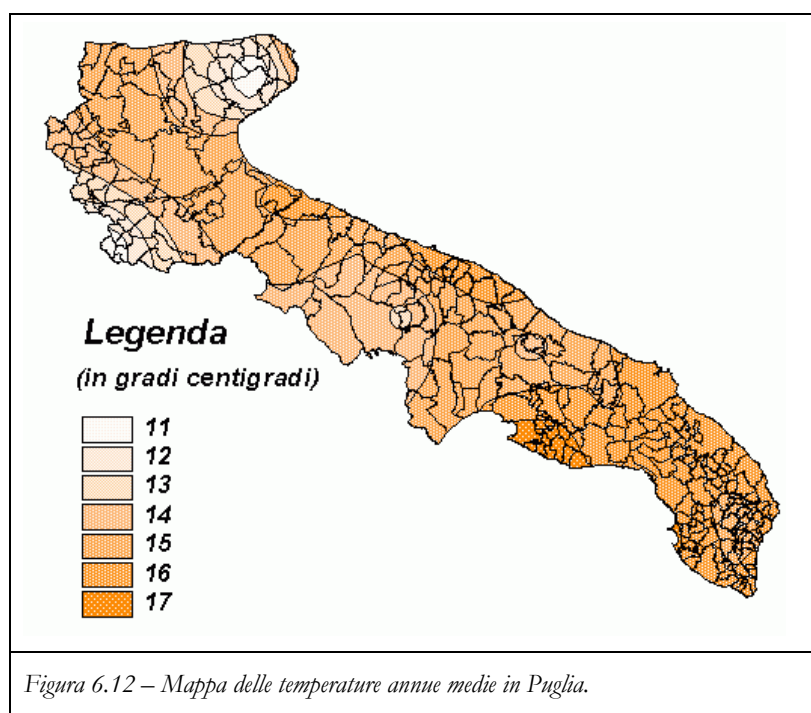 Legenda
(in gradi centigradi)
11
12
13
14
15
16
17
Figura 6.12 – Mappa delle temperature annue medie in Puglia.